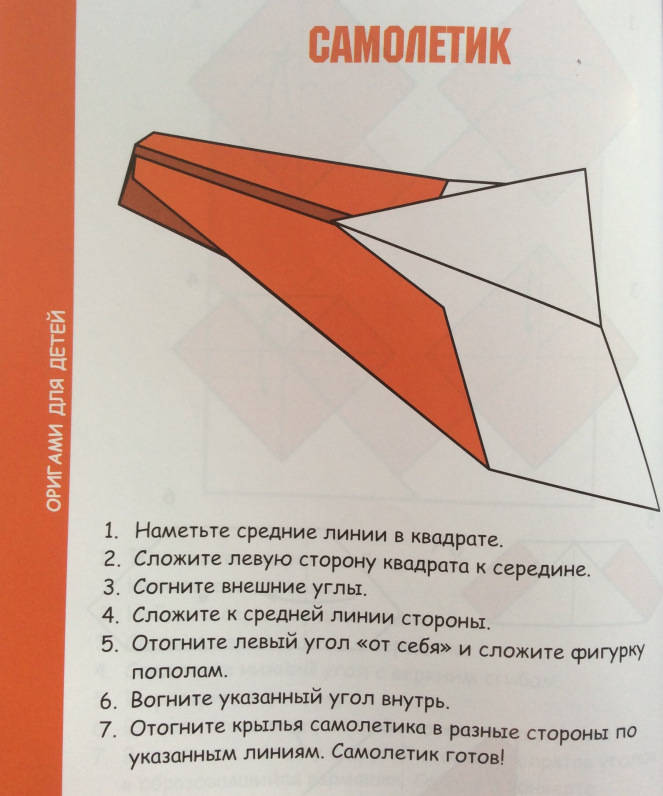 САМОЛЕТИК
ОРИГАМИ ДЛЯ ДЕТЕЙ
1. Наметьте средние линии в квадрате.
2. Сложите левую сторону квадрата к середине.
3. Согните внешние углы.
4. Сложите к средней линии стороны.
5. Отогните левый угол «от себя» и сложите фигурку
пополам.
6. Вогните указанный угол внутрь.
7. Отогните крылья самолетика в разные стороны по
указанным линиям. Самолетик готов!